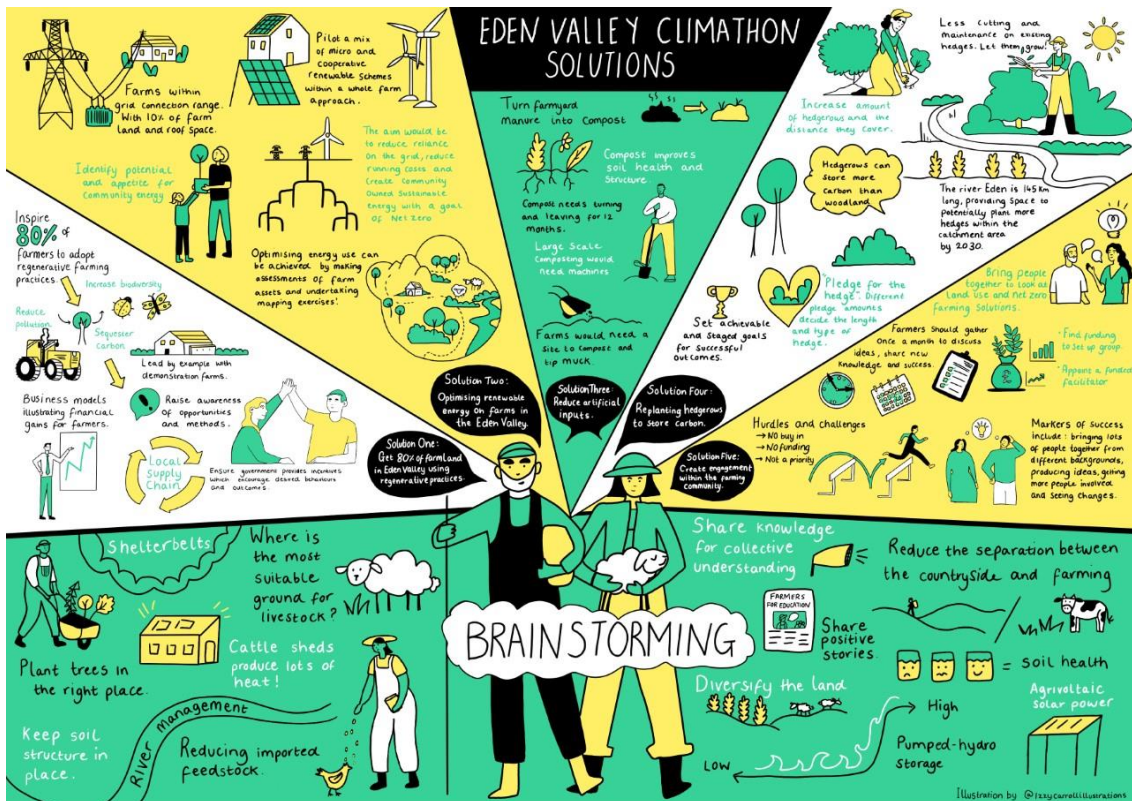 EDEN VALLEY CLIMATHON
SOLUTIONS
Farms within
grid connection range.
With 10% of farm
land and roof space.
Pilot a mix
of micro and
cooperative
renewable schemes
within a whole farm
approach.
Identify potential
and appetite for
Community energy
The aim would be
to reduce reliance
on the grid, reduce
running costs and
Create Community
Owned Sustainable
energy with a goal
of Net zero
Optimising energy use can
be achieved by making
assessments of farm
assets and undertaking
mapping exercises!
Solution Two:
Optimising renewable
energy on farms in
the Eden Valley.
Inspire
80% of
farmers to adopt
regenerative farming
practices.
Increase biodiversity
Reduce
pollution.
Sequester
carbon
Lead by example with
demonstration farms.
Business models
illustrating financial
gains for farmers.
Raise awareness
of opportunities
and methods.
Local
Supply
Chain
Ensure government provides incentives
which encourage desired behaviours
and outcomes.
Solution One:
Get 80% of farmland
in Eden Valley using
regenerative practices.
Turn farmyard
manure into Compost
Compost improves
soil health and
Structure.
Compost needs turning
and leaving for 12
months.
Large Scale
Composting would
need machines
Farms would need a
site to compost and
tip muck.
Solution Three:
Reduce artificial
inputs.
Less cutting and
maintenance on existing
hedges. Let them grow!
Increase amount
of hedgerows and the
distance they cover.
Hedgerows can
store more
carbon than
woodland
The river Eden is 145 Km
long, providing space to
potentially plant more
hedges within the
catchment area
by 2030.
Set achievable
and staged goals
for successful
outcomes.
"Pledge for
the hedge". Different
pledge amounts
decide the length
and type of
hedge.
Solution Four:
Replanting hedgerows
to store carbon.
Bring people
together to look at
land use and net zero
farming solutions.
Farmers should gather
Once a month to discuss
ideas, share new
knowledge and success.
• Find funding
to set up group.
• Appoint a funded
facilitator
Hurdles and challenges
→ NO buy in
→ NO funding
→ Not a priority
Markers of success
include: bringing lots
of people together from
different backgrounds,
producing ideas, getting
more people involved
and seeing changes.
Solution Five:
Create engagement
within the farming
community.
BRAINSTORMING
Shelterbelts
Where is
the most
suitable
ground for
livestock?
Plant trees in
the right place.
Cattle sheds
produce lots of
heat!
River management
Keep soil
structure in
place.
Reducing imported
feedstock.
Share knowledge
for collective
understanding
Reduce the separation between
the countryside and farming
FARMERS
FOR EDUCATION
Share
positive
stories.
= soil health
Diversify the land
High
Low
Pumped-hydro
storage
Agrivoltaic
solar power
Illustration by @Izzycarrollillustrations